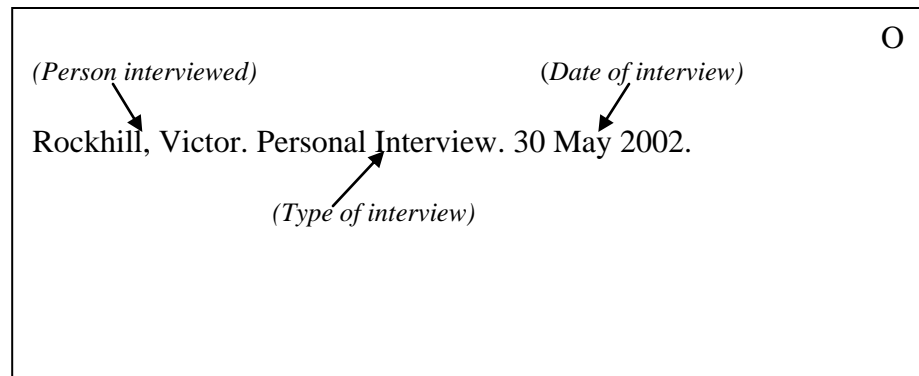 O
(Person interviewed) (Date of interview)
Rockhill, Victor. Personal Interview. 30 May 2002.
(Type of interview)